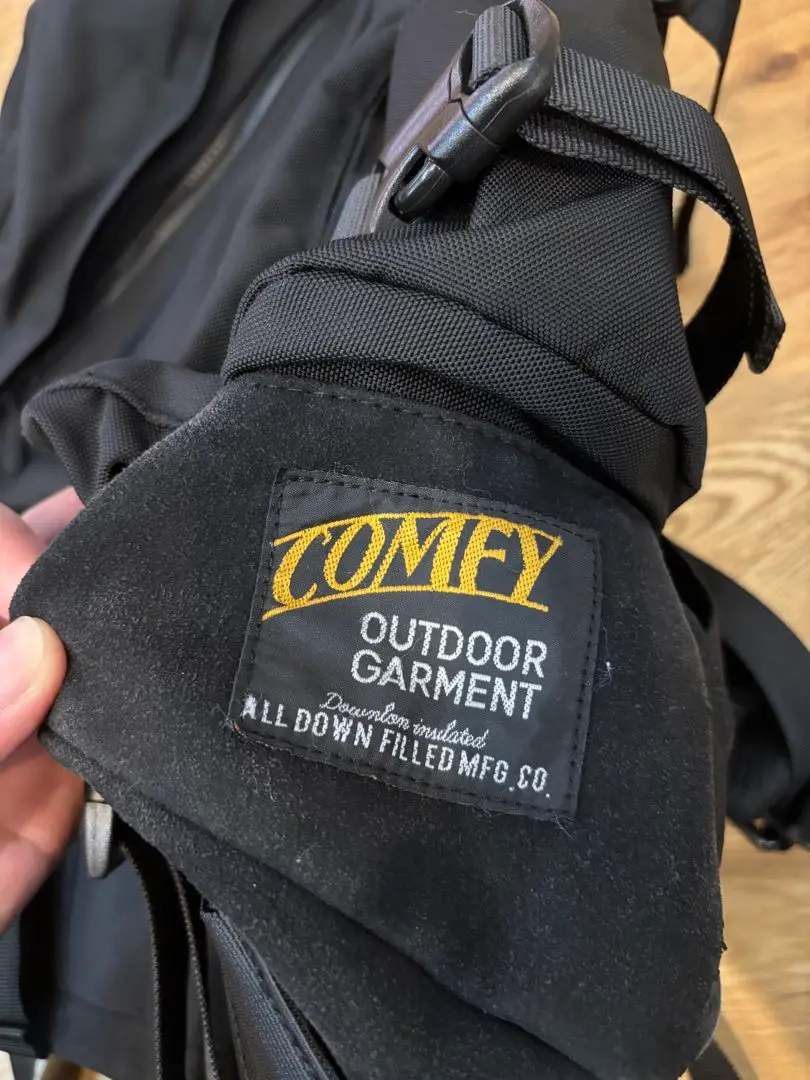 COMFY
OUTDOOR
GARMENT
Downlon insulated
ALL DOWN FILLED MFG.CO.